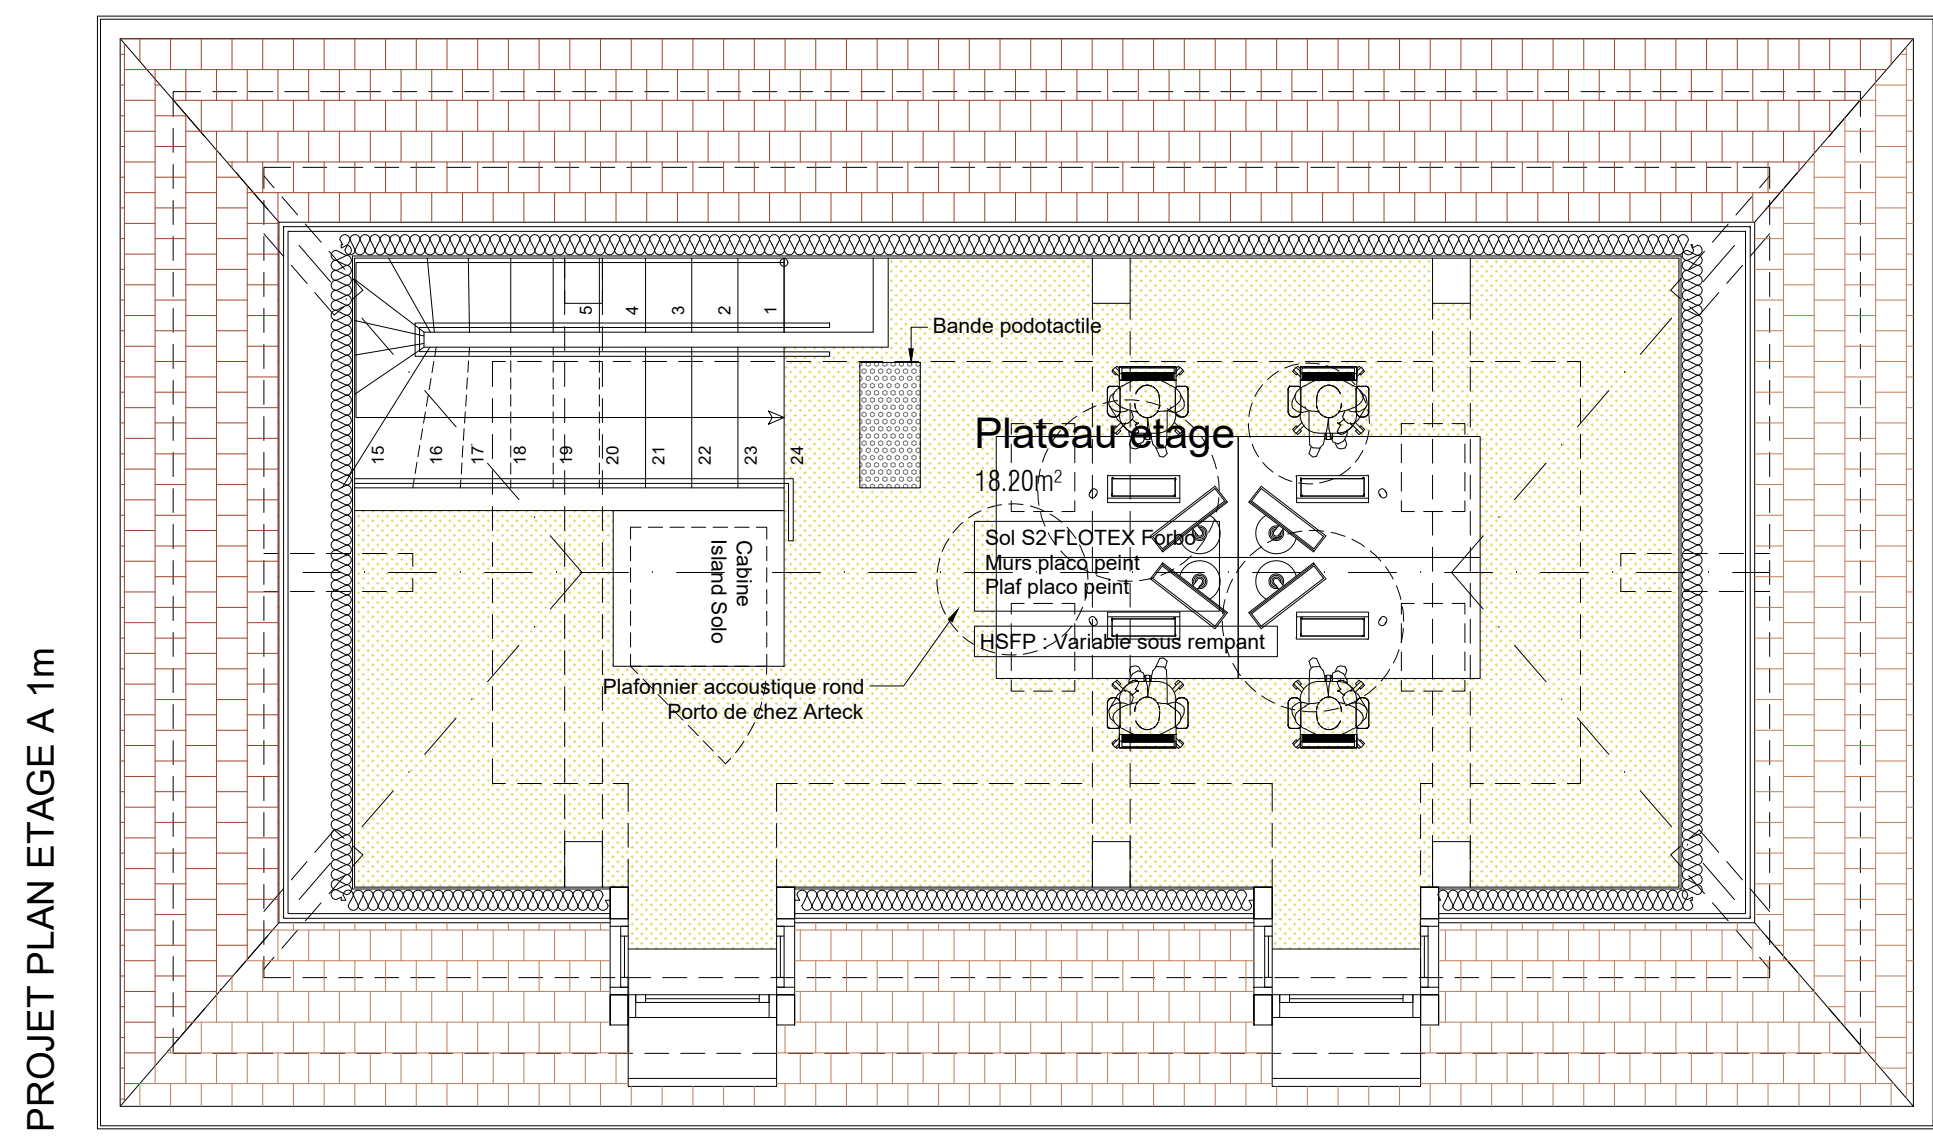 PROJET PLAN ETAGE A 1m
5
4
3
2
1
Bande podotactile
15
16
17
18
19
20
21
22
23
24
Plateau etage
18.20m²
Cabine
Island Solo
Sol S2 FLOTEX Forbo
Murs placo peint
Plaf placo peint
HSFP : Variable sous rempant
Plafonnier accoustique rond
Porto de chez Arteck